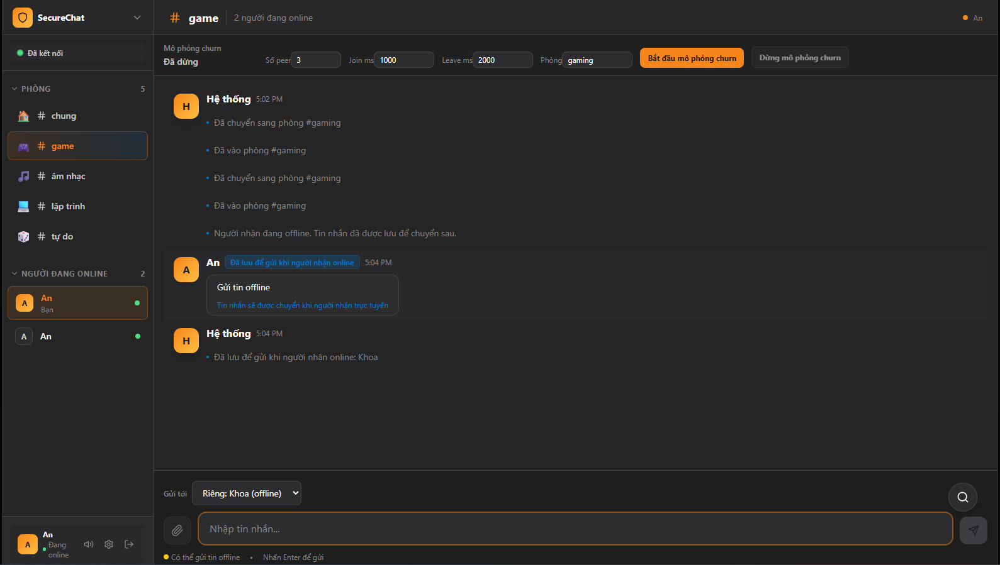 SecureChat
Đã kết nối
PHÒNG 5
# chung
# game
# âm nhạc
# lập trình
# tự do
NGƯỜI ĐANG ONLINE 2
A
An
Bạn
A
An
A
An
Đang
online
# game 2 người đang online
An
Mô phỏng churn
Đã dừng
Số peer 3
Join ms 1000
Leave ms 2000
Phòng gaming
Bắt đầu mô phỏng churn
Dừng mô phỏng churn
H
Hệ thống 5:02 PM
• Đã chuyển sang phòng #gaming
• Đã vào phòng #gaming
• Đã chuyển sang phòng #gaming
• Đã vào phòng #gaming
• Người nhận đang offline. Tin nhắn đã được lưu để chuyển sau.
A
An Đã lưu để gửi khi người nhận online 5:04 PM
Gửi tin offline
Tin nhắn sẽ được chuyển khi người nhận trực tuyến
H
Hệ thống 5:04 PM
• Đã lưu để gửi khi người nhận online: Khoa
Gửi tới Riêng: Khoa (offline)
Nhập tin nhắn...
Có thể gửi tin offline • Nhấn Enter để gửi